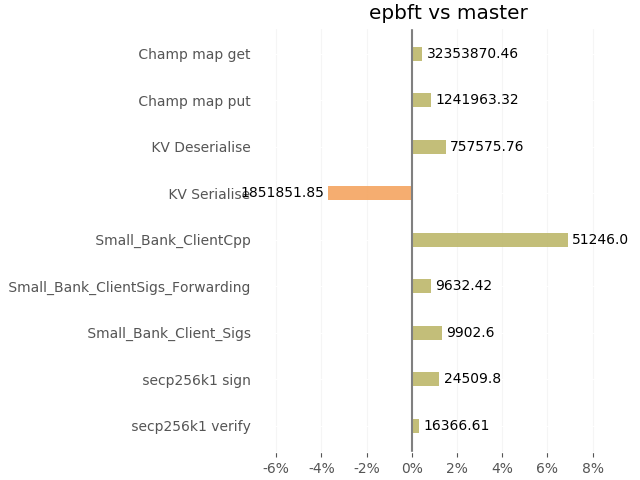 epbft vs master
Champ map get 32353870.46
Champ map put 1241963.32
KV Deserialise 757575.76
KV Serialise 1851851.85
Small_Bank_ClientCpp 51246.0
Small_Bank_ClientSigs_Forwarding 9632.42
Small_Bank_Client_Sigs 9902.6
secp256k1 sign 24509.8
secp256k1 verify 16366.61
-6% -4% -2% 0% 2% 4% 6% 8%